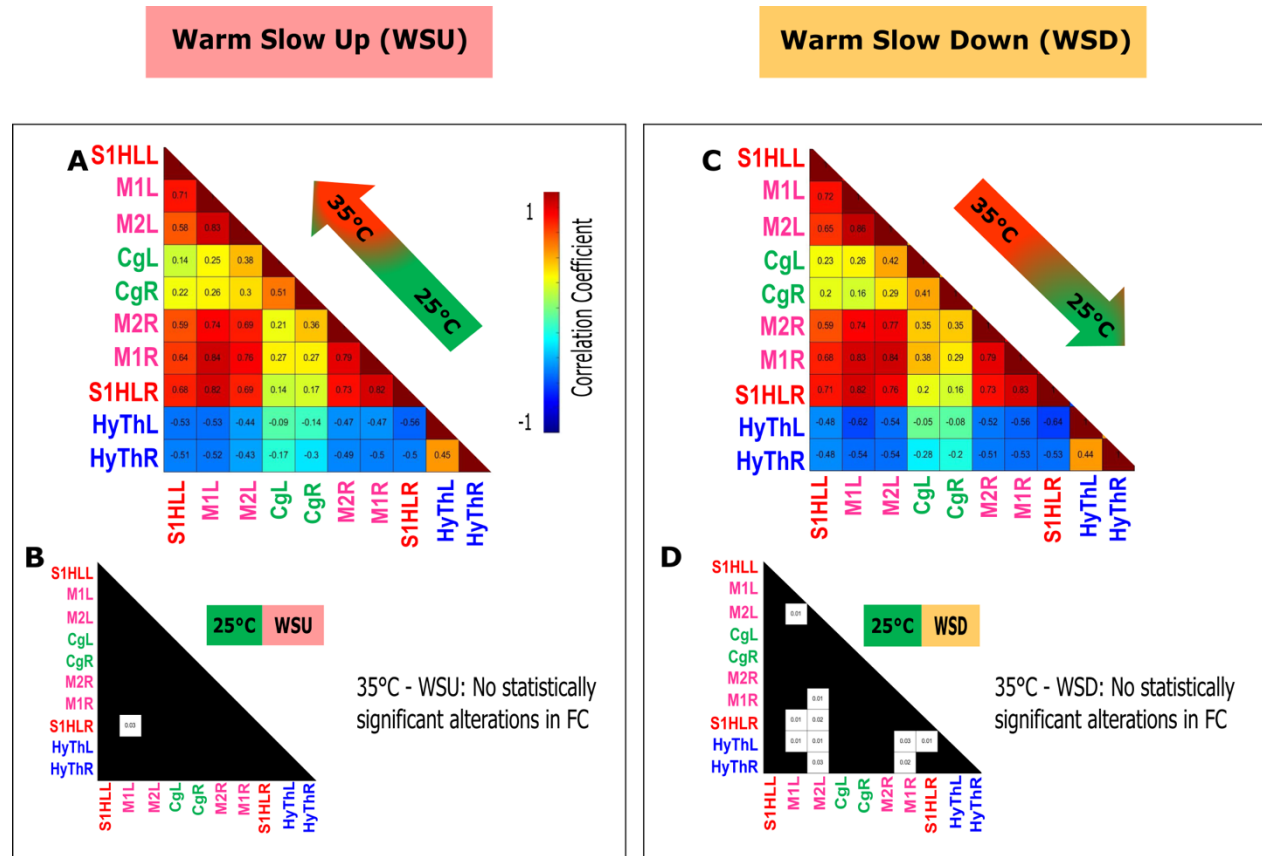 Warm Slow Up (WSU)
Warm Slow Down (WSD)
A
S1HLL
M1L 0.71
M2L 0.58 0.83
CgL 0.14 0.25 0.38
CgR 0.22 0.26 0.3 0.51
M2R 0.59 0.74 0.69 0.21 0.36
M1R 0.64 0.84 0.76 0.27 0.27 0.79
S1HLR 0.68 0.82 0.69 0.14 0.17 0.73 0.82
HyThL -0.53 -0.53 -0.44 -0.09 -0.14 -0.47 -0.47 -0.56
HyThR -0.51 -0.52 -0.43 -0.17 -0.3 -0.49 -0.5 -0.5 0.45
S1HLL M1L M2L CgL CgR M2R M1R S1HLR HyThL HyThR
35°C
25°C
1
Correlation Coefficient
-1
B
S1HLL
M1L
M2L
CgL
CgR
M2R
M1R
S1HLR 0.03
HyThL
HyThR
S1HLL M1L M2L CgL CgR M2R M1R S1HLR HyThL HyThR
25°C WSU
35°C - WSU: No statistically
significant alterations in FC
C
S1HLL
M1L 0.72
M2L 0.65 0.86
CgL 0.23 0.26 0.42
CgR 0.2 0.16 0.29 0.41
M2R 0.59 0.74 0.77 0.35 0.35
M1R 0.68 0.83 0.84 0.38 0.29 0.79
S1HLR 0.71 0.82 0.76 0.2 0.16 0.73 0.83
HyThL -0.48 -0.62 -0.54 -0.05 -0.08 -0.52 -0.56 -0.64
HyThR -0.48 -0.54 -0.54 -0.28 -0.2 -0.51 -0.53 -0.53 0.44
S1HLL M1L M2L CgL CgR M2R M1R S1HLR HyThL HyThR
35°C
25°C
D
S1HLL
M1L
M2L 0.01
CgL
CgR
M2R
M1R 0.01
S1HLR 0.01 0.02
HyThL 0.01 0.01 0.03 0.01
HyThR 0.03 0.02
S1HLL M1L M2L CgL CgR M2R M1R S1HLR HyThL HyThR
25°C WSD
35°C - WSD: No statistically
significant alterations in FC